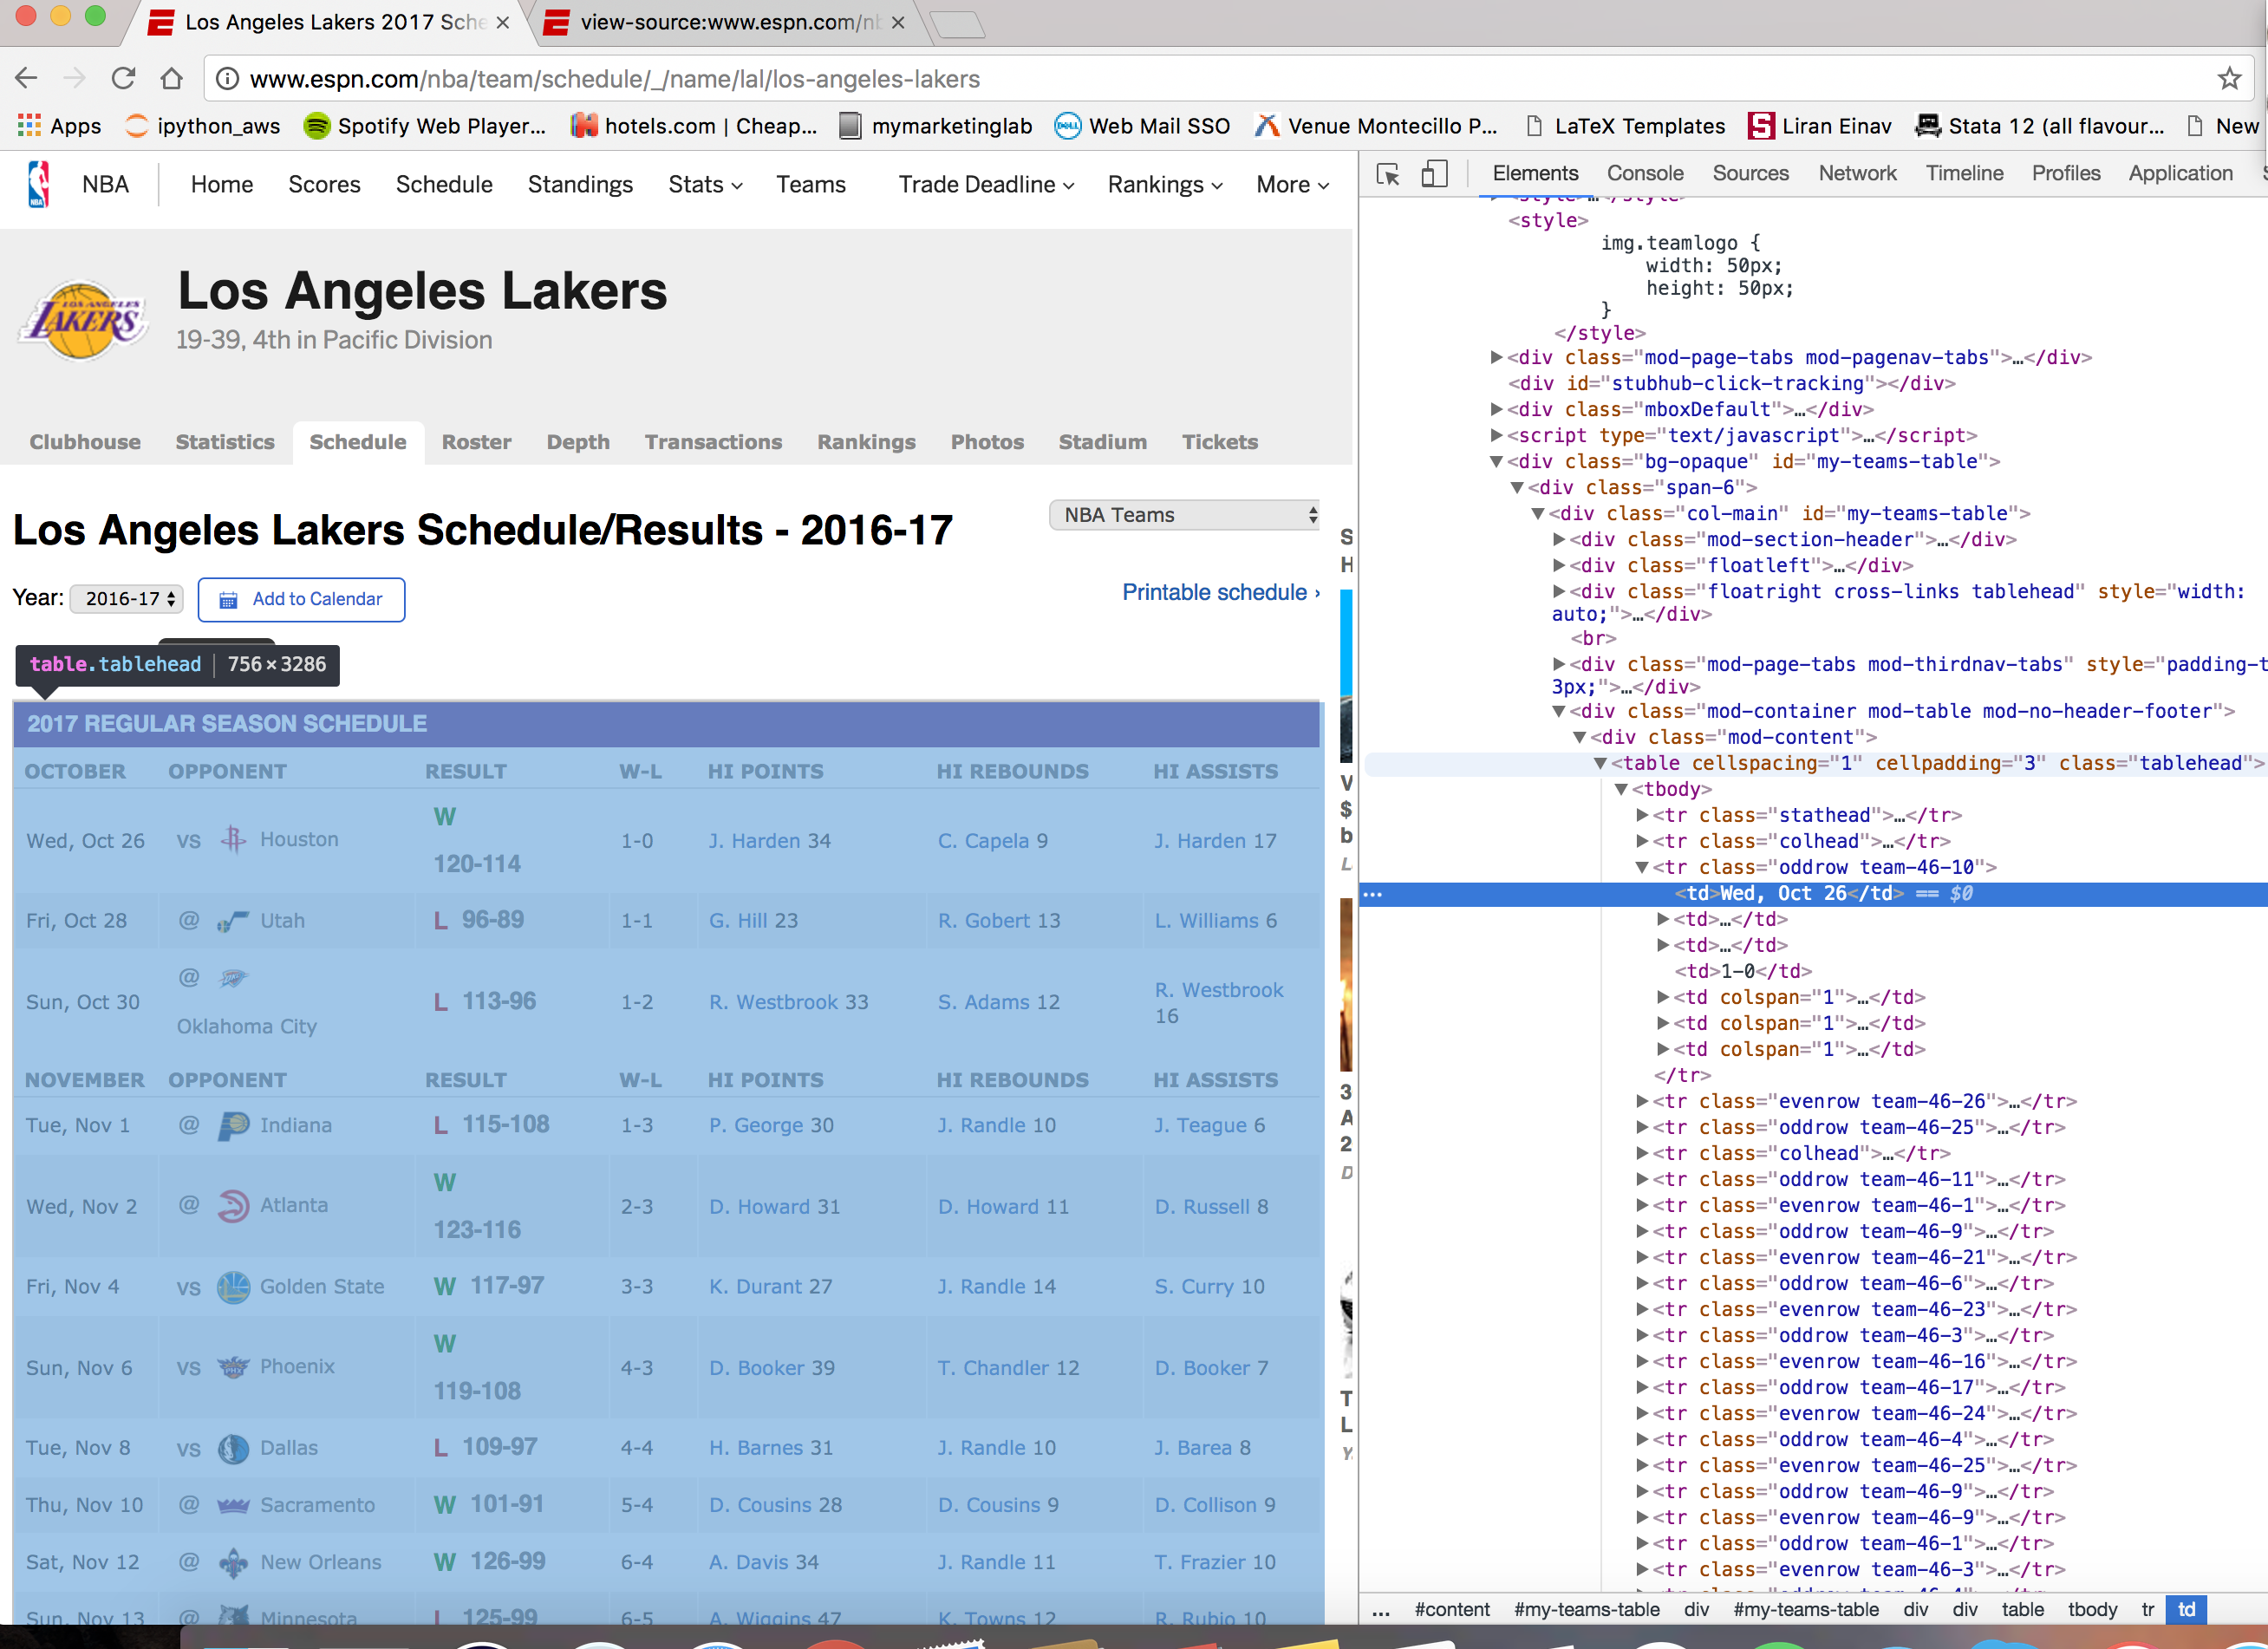 Los Angeles Lakers 2017 Sche
view-source:www.espn.com/nb
www.espn.com/nba/team/schedule/_/name/lal/los-angeles-lakers
Apps ipython_aws Spotify Web Player... hotels.com | Cheap... mymarketinglab Web Mail SSO Venue Montecillo P... LaTeX Templates Liran Einav Stata 12 (all flavour... New
NBA Home Scores Schedule Standings Stats Teams Trade Deadline Rankings More
Los Angeles Lakers
19-39, 4th in Pacific Division
Clubhouse Statistics Schedule Roster Depth Transactions Rankings Photos Stadium Tickets
Los Angeles Lakers Schedule/Results - 2016-17
NBA Teams
Year: 2016-17 Add to Calendar
Printable schedule ›
table.tablehead 756 × 3286
2017 REGULAR SEASON SCHEDULE
OCTOBER OPPONENT RESULT W-L HI POINTS HI REBOUNDS HI ASSISTS
Wed, Oct 26 vs Houston W 120-114 1-0 J. Harden 34 C. Capela 9 J. Harden 17
Fri, Oct 28 @ Utah L 96-89 1-1 G. Hill 23 R. Gobert 13 L. Williams 6
Sun, Oct 30 @ Oklahoma City L 113-96 1-2 R. Westbrook 33 S. Adams 12 R. Westbrook 16
NOVEMBER OPPONENT RESULT W-L HI POINTS HI REBOUNDS HI ASSISTS
Tue, Nov 1 @ Indiana L 115-108 1-3 P. George 30 J. Randle 10 J. Teague 6
Wed, Nov 2 @ Atlanta W 123-116 2-3 D. Howard 31 D. Howard 11 D. Russell 8
Fri, Nov 4 vs Golden State W 117-97 3-3 K. Durant 27 J. Randle 14 S. Curry 10
Sun, Nov 6 vs Phoenix W 119-108 4-3 D. Booker 39 T. Chandler 12 D. Booker 7
Tue, Nov 8 vs Dallas L 109-97 4-4 H. Barnes 31 J. Randle 10 J. Barea 8
Thu, Nov 10 @ Sacramento W 101-91 5-4 D. Cousins 28 D. Cousins 9 D. Collison 9
Sat, Nov 12 @ New Orleans W 126-99 6-4 A. Davis 34 J. Randle 11 T. Frazier 10
Sun, Nov 13 @ Minnesota L 125-99 6-5 A. Wiggins 47 K. Towns 12 R. Rubio 10
Elements Console Sources Network Timeline Profiles Application
<style>
img.teamlogo {
width: 50px;
height: 50px;
}
</style>
<div class="mod-page-tabs mod-pagenav-tabs">…</div>
<div id="stubhub-click-tracking"></div>
<div class="mboxDefault">…</div>
<script type="text/javascript">…</script>
<div class="bg-opaque" id="my-teams-table">
<div class="span-6">
<div class="col-main" id="my-teams-table">
<div class="mod-section-header">…</div>
<div class="floatleft">…</div>
<div class="floatright cross-links tablehead" style="width:
auto;">…</div>
<br>
<div class="mod-page-tabs mod-thirdnav-tabs" style="padding-t
3px;">…</div>
<div class="mod-container mod-table mod-no-header-footer">
<div class="mod-content">
<table cellspacing="1" cellpadding="3" class="tablehead">
<tbody>
<tr class="stathead">…</tr>
<tr class="colhead">…</tr>
<tr class="oddrow team-46-10">
<td>Wed, Oct 26</td> == $0
<td>…</td>
<td>…</td>
<td>1-0</td>
<td colspan="1">…</td>
<td colspan="1">…</td>
<td colspan="1">…</td>
</tr>
<tr class="evenrow team-46-26">…</tr>
<tr class="oddrow team-46-25">…</tr>
<tr class="colhead">…</tr>
<tr class="oddrow team-46-11">…</tr>
<tr class="evenrow team-46-1">…</tr>
<tr class="oddrow team-46-9">…</tr>
<tr class="evenrow team-46-21">…</tr>
<tr class="oddrow team-46-6">…</tr>
<tr class="evenrow team-46-23">…</tr>
<tr class="oddrow team-46-3">…</tr>
<tr class="evenrow team-46-16">…</tr>
<tr class="oddrow team-46-17">…</tr>
<tr class="evenrow team-46-24">…</tr>
<tr class="oddrow team-46-4">…</tr>
<tr class="evenrow team-46-25">…</tr>
<tr class="oddrow team-46-9">…</tr>
<tr class="evenrow team-46-9">…</tr>
<tr class="oddrow team-46-1">…</tr>
<tr class="evenrow team-46-3">…</tr>
... #content #my-teams-table div #my-teams-table div div table tbody tr td